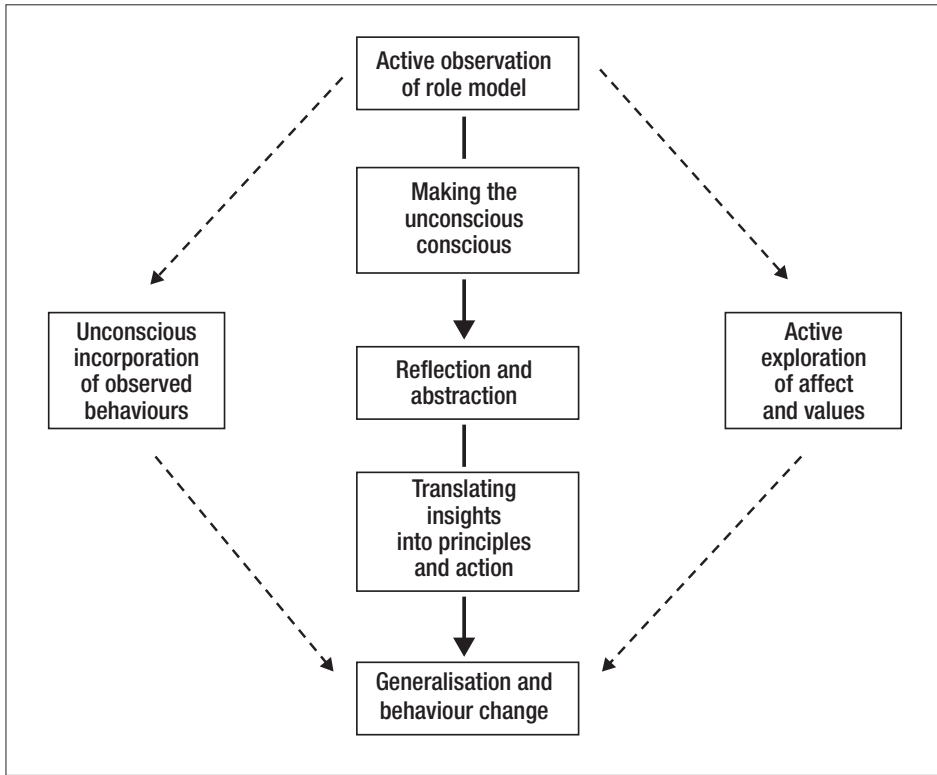 Active observation
of role model
Making the
unconscious
conscious
Unconscious
incorporation
of observed
behaviours
Reflection and
abstraction
Active
exploration
of affect
and values
Translating
insights
into principles
and action
Generalisation and
behaviour change